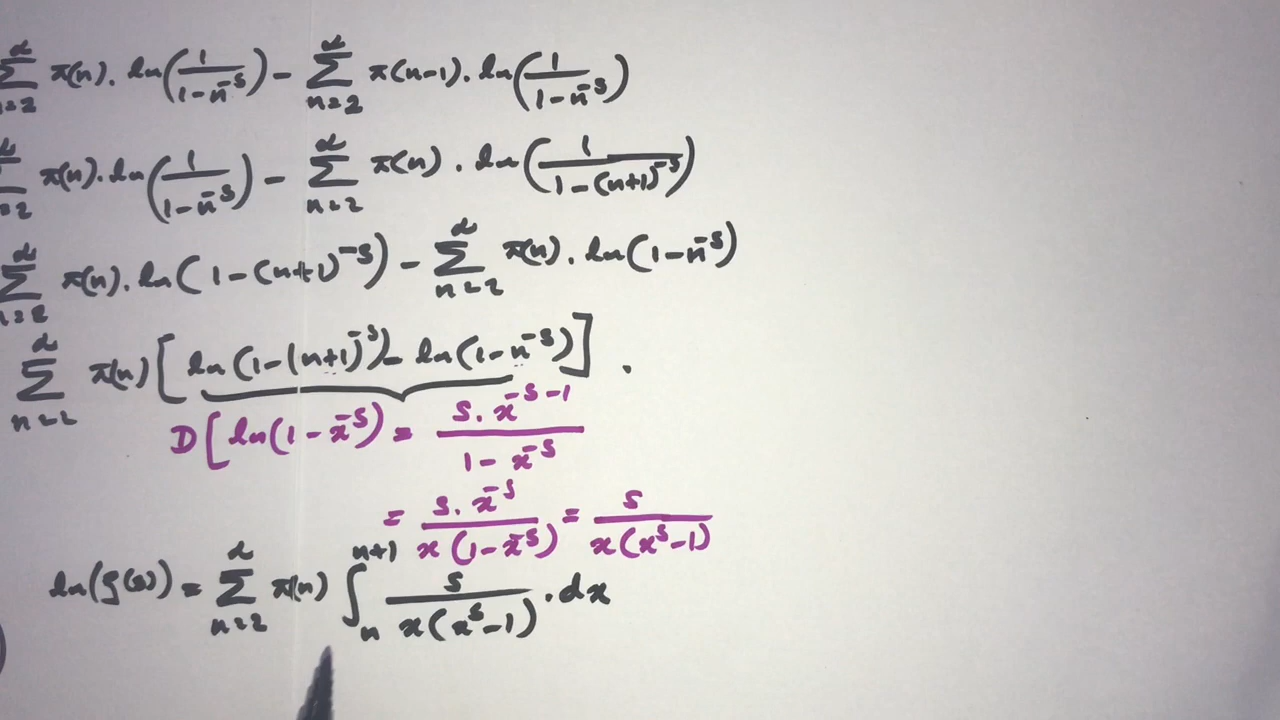 ∑_{n=2}^{∝} π(n). ln(1/(1-n^{-s})) - ∑_{n=2}^{∝} π(n-1). ln(1/(1-n^{-s}))
∑_{n=2}^{∝} π(n). ln(1/(1-n^{-s})) - ∑_{n=2}^{∝} π(n). ln(1/(1-(n+1)^{-s}))
∑_{n=2}^{∝} π(n). ln(1-(n+1)^{-s}) - ∑_{n=2}^{∝} π(n). ln(1-n^{-s})
∑_{n=2}^{∝} π(n)[ln(1-(n+1)^{-s}) - ln(1-n^{-s})].
D[ln(1-x^{-s}) = s.x^{-s-1}/(1-x^{-s})
= s.x^{-s}/(x(1-x^{-s})) = s/(x(x^s-1))
ln(ζ(s)) = ∑_{n=2}^{∝} π(n) ∫_{n}^{n+1} s/(x(x^s-1)).dx